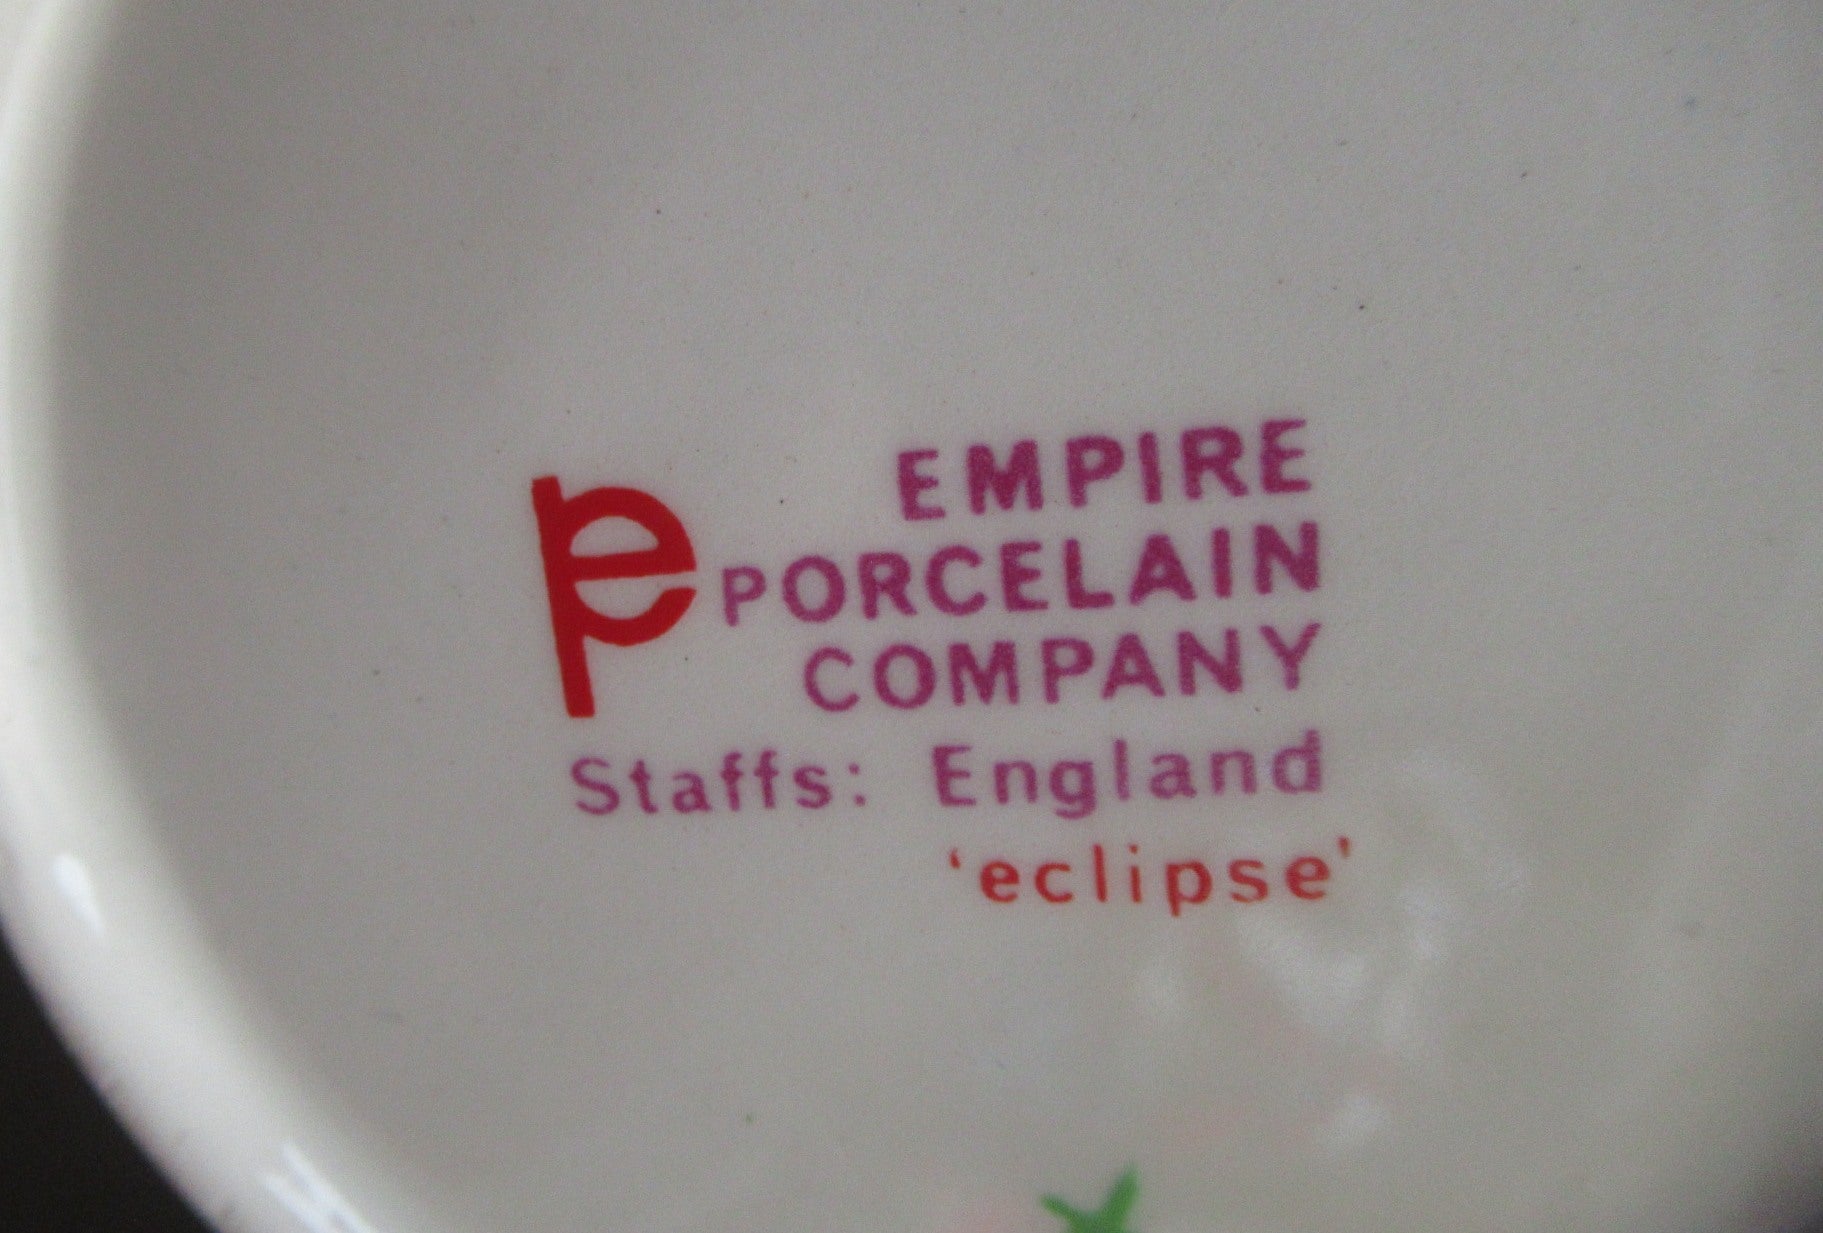 EMPIRE
PORCELAIN
COMPANY
Staffs: England
‘eclipse’